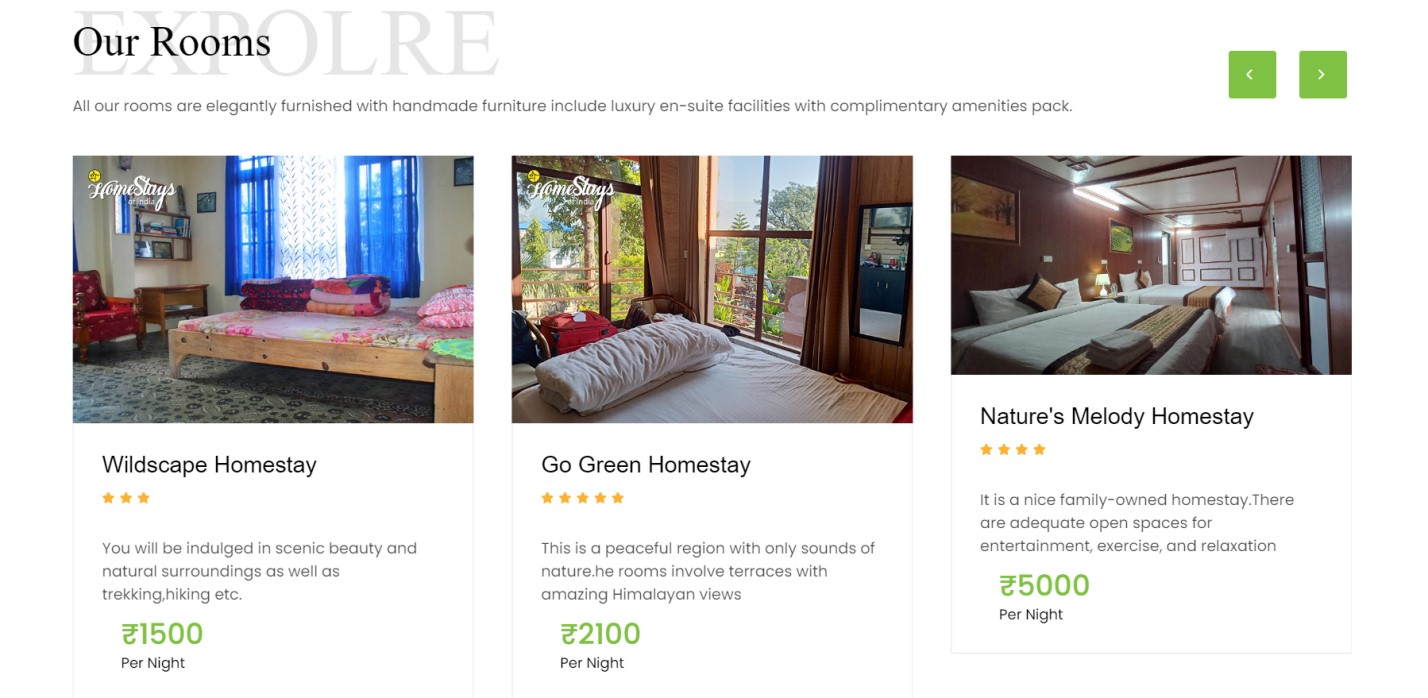 EXPOLRE
Our Rooms
All our rooms are elegantly furnished with handmade furniture include luxury en-suite facilities with complimentary amenities pack.
HomeStays
of India
HomeStays
of India
Wildscape Homestay
You will be indulged in scenic beauty and
natural surroundings as well as
trekking,hiking etc.
₹1500
Per Night
Go Green Homestay
This is a peaceful region with only sounds of
nature.he rooms involve terraces with
amazing Himalayan views
₹2100
Per Night
Nature's Melody Homestay
It is a nice family-owned homestay.There
are adequate open spaces for
entertainment, exercise, and relaxation
₹5000
Per Night